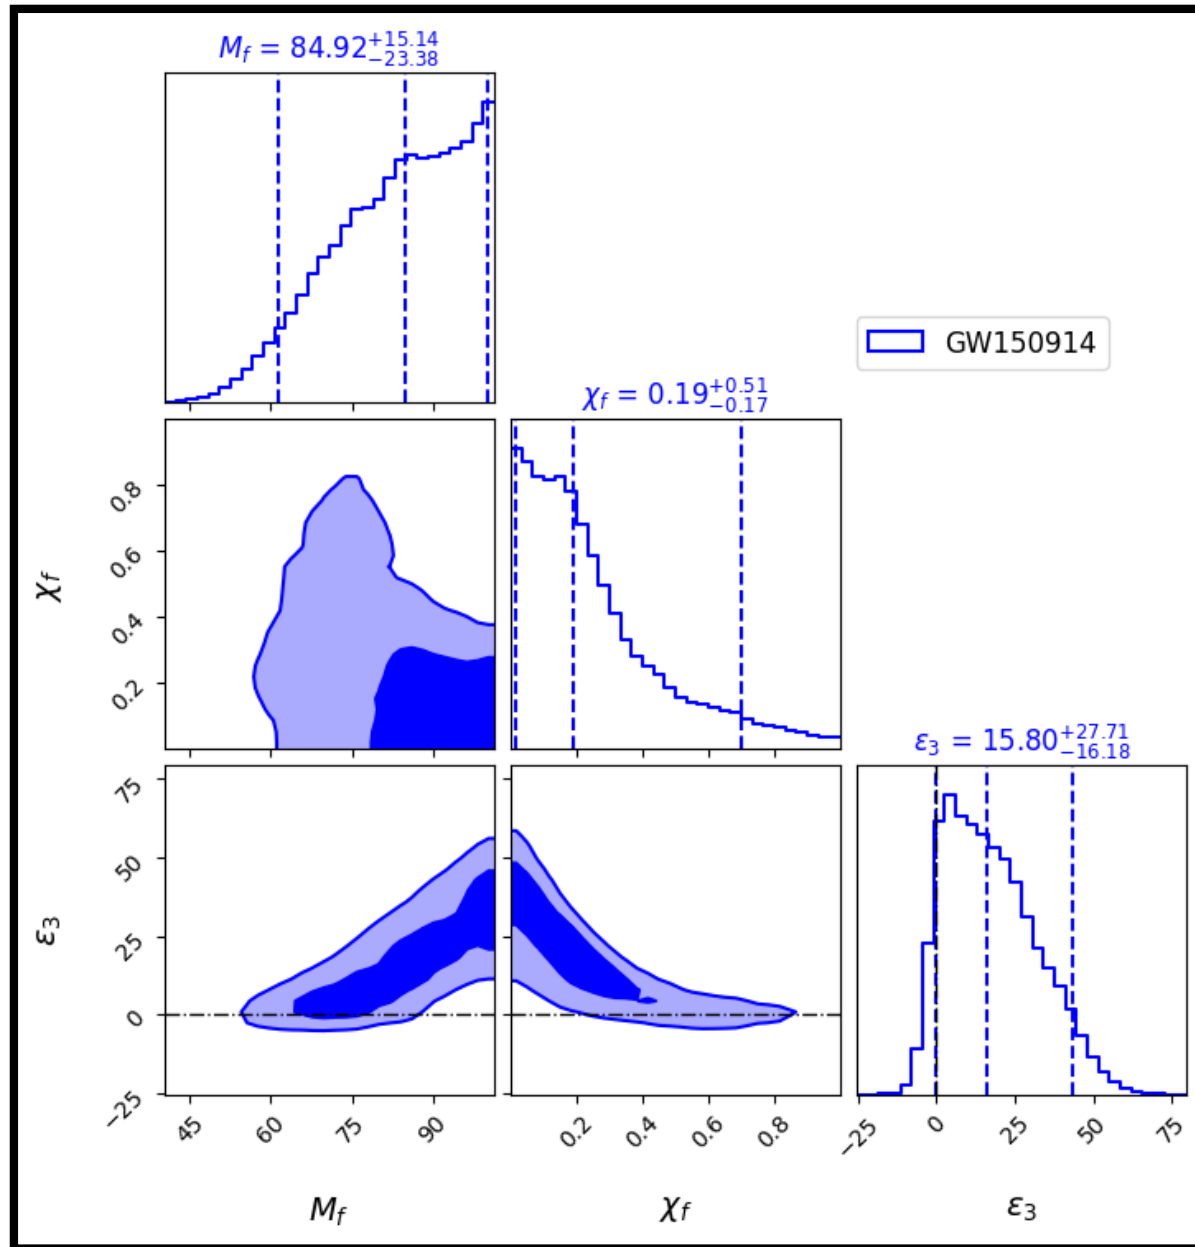 M_f = 84.92^{+15.14}_{-23.38}
GW150914
χ_f = 0.19^{+0.51}_{-0.17}
0.8
0.6
0.4
0.2
χ_f
ε_3 = 15.80^{+27.71}_{-16.18}
75
50
25
0
−25
ε_3
45 60 75 90
0.2 0.4 0.6 0.8
−25 0 25 50 75
M_f χ_f ε_3